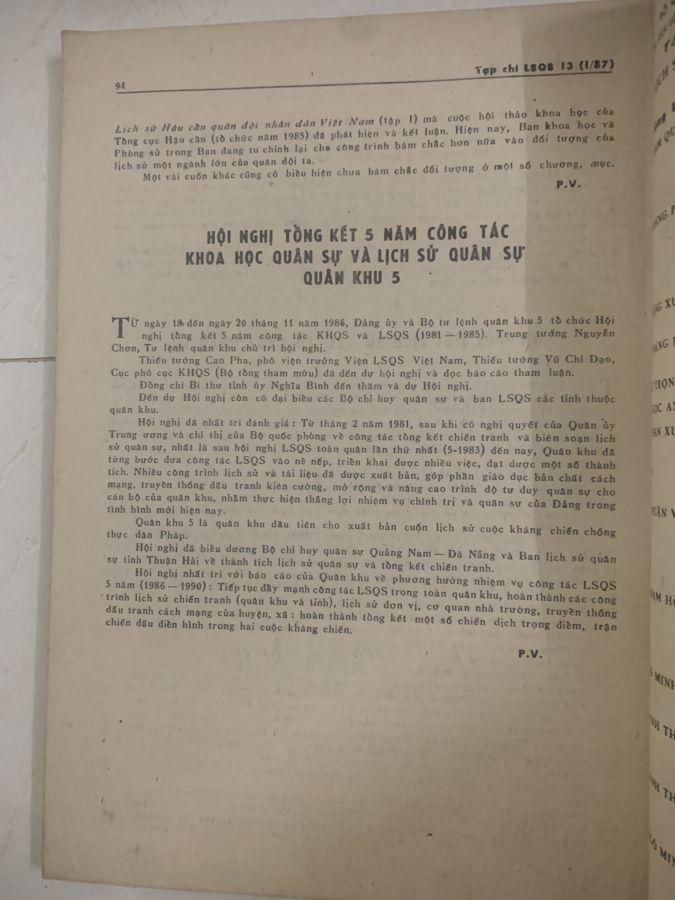 94
Tạp chí LSQS 13 (1/87)
Lịch sử Hậu cần quân đội nhân dân Việt Nam (tập I) mà cuộc hội thảo khoa học của
Tổng cục Hậu cần (tổ chức năm 1985) đã phát hiện và kết luận. Hiện nay, Ban khoa học và
Phòng sử trong Ban đang tu chỉnh lại cho công trình bám chắc hơn nữa vào đối tượng của
lịch sử một ngành lớn của quân đội ta.
Một vài cuốn khác cũng có biểu hiện chưa bám chắc đối tượng ở một số chương, mục.
P.V.
HỘI NGHỊ TỔNG KẾT 5 NĂM CÔNG TÁC
KHOA HỌC QUÂN SỰ VÀ LỊCH SỬ QUÂN SỰ
QUÂN KHU 5
TỪ ngày 18 đến ngày 20 tháng 11 năm 1986, Đảng ủy và Bộ tư lệnh quân khu 5 tổ chức Hội
nghị tổng kết 5 năm công tác KHQS và LSQS (1981 — 1985). Trung tướng Nguyễn
Chơn, Tư lệnh quân khu chủ trì hội nghị.
Thiếu tướng Cao Pha, phó viện trưởng Viện LSQS Việt Nam, Thiếu tướng Vũ Chí Đạo,
Cục phó cục KHQS (Bộ tổng tham mưu) đã đến dự hội nghị và đọc báo cáo tham luận.
Đồng chí Bí thư tỉnh ủy Nghĩa Bình đến thăm và dự Hội nghị.
Đến dự Hội nghị còn có đại biểu các Bộ chỉ huy quân sự và ban LSQS các tỉnh thuộc
quân khu.
Hội nghị đã nhất trí đánh giá : Từ tháng 2 năm 1981, sau khi có nghị quyết của Quân ủy
Trung ương và chỉ thị của Bộ quốc phòng về công tác tổng kết chiến tranh và biên soạn lịch
sử quân sự, nhất là sau hội nghị LSQS toàn quân lần thứ nhất (5-1983) đến nay, Quân khu đã
từng bước đưa công tác LSQS vào nề nếp, triển khai được nhiều việc, đạt được một số thành
tích. Nhiều công trình lịch sử và tài liệu đã được xuất bản, góp phần giáo dục bản chất cách
mạng, truyền thống đấu tranh kiên cường, mở rộng và nâng cao trình độ tư duy quân sự cho
cán bộ của quân khu, nhằm thực hiện thắng lợi nhiệm vụ chính trị và quân sự của Đảng trong
tình hình mới hiện nay.
Quân khu 5 là quân khu đầu tiên cho xuất bản cuốn lịch sử cuộc kháng chiến chống
thực dân Pháp.
Hội nghị đã biểu dương Bộ chỉ huy quân sự Quảng Nam — Đà Nẵng và Ban lịch sử quân
sự tỉnh Thuận Hải về thành tích lịch sử quân sự và tổng kết chiến tranh.
Hội nghị nhất trí với báo cáo của Quân khu về phương hướng nhiệm vụ công tác LSQS
5 năm (1986 — 1990) : Tiếp tục đẩy mạnh công tác LSQS trong toàn quân khu, hoàn thành các công
trình lịch sử chiến tranh (quân khu và tỉnh), lịch sử đơn vị, cơ quan nhà trường, truyền thống
đấu tranh cách mạng của huyện, xã : hoàn thành tổng kết một số chiến dịch trọng điểm, trận
chiến đấu điển hình trong hai cuộc kháng chiến.
P.V.